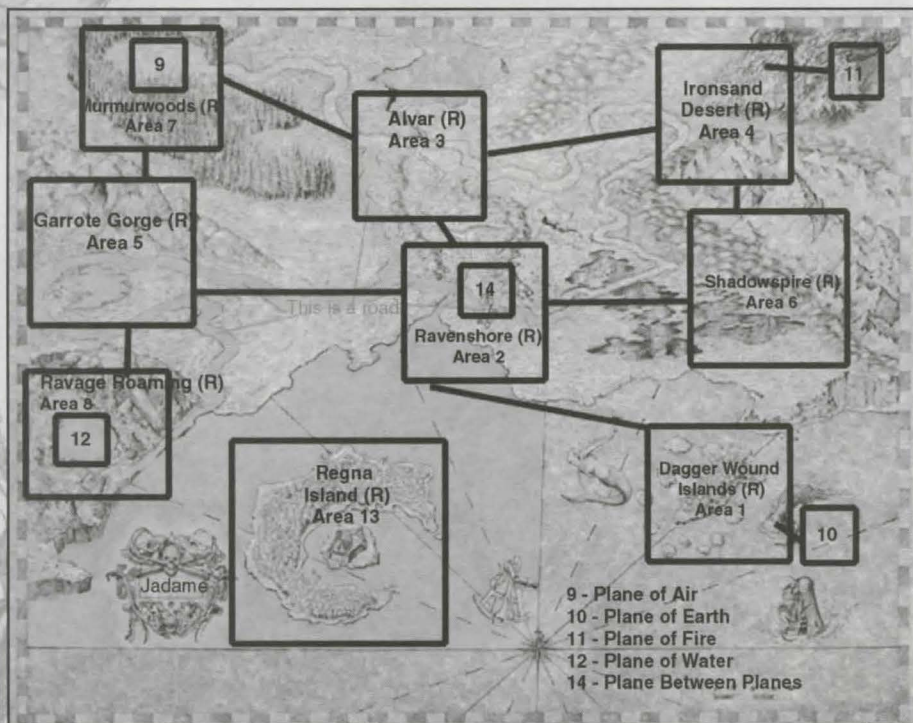 9
Murmurwoods (R
Area 7
Alvar (R)
Area 3
Ironsand
Desert (R)
Area 4
11
Garrote Gorge (R)
Area 5
This is a road
14
Ravenshore (R)
Area 2
Shadowspire (R)
Area 6
Ravage Roaming (R)
Area 8
12
Regna
Island (R)
Area 13
Dagger Wound
Islands (R)
Area 1
10
Jadame
9 - Plane of Air
10 - Plane of Earth
11 - Plane of Fire
12 - Plane of Water
14 - Plane Between Planes